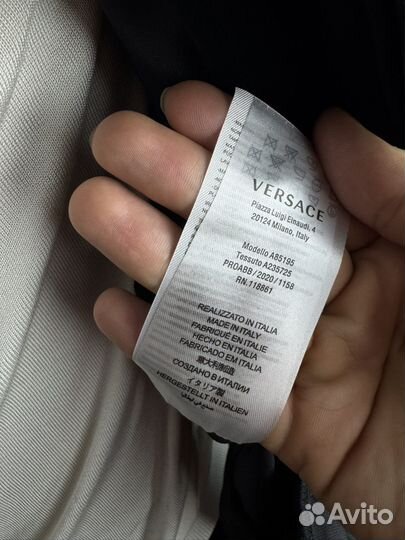 VERSACE
Piazza Luigi Einaudi, 4
20124 Milano, Italy
Modello A85195
Tessuto A235725
PROABB / 2020 / 1158
RN. 118861
REALIZZATO IN ITALIA
MADE IN ITALY
FABRIQUÉ EN ITALIE
HECHO EN ITALIA
FABRICADO EM ITALIA
意大利制造
СОЗДАНО В ИТАЛИИ
イタリア製
HERGESTELLT IN ITALIEN
Avito